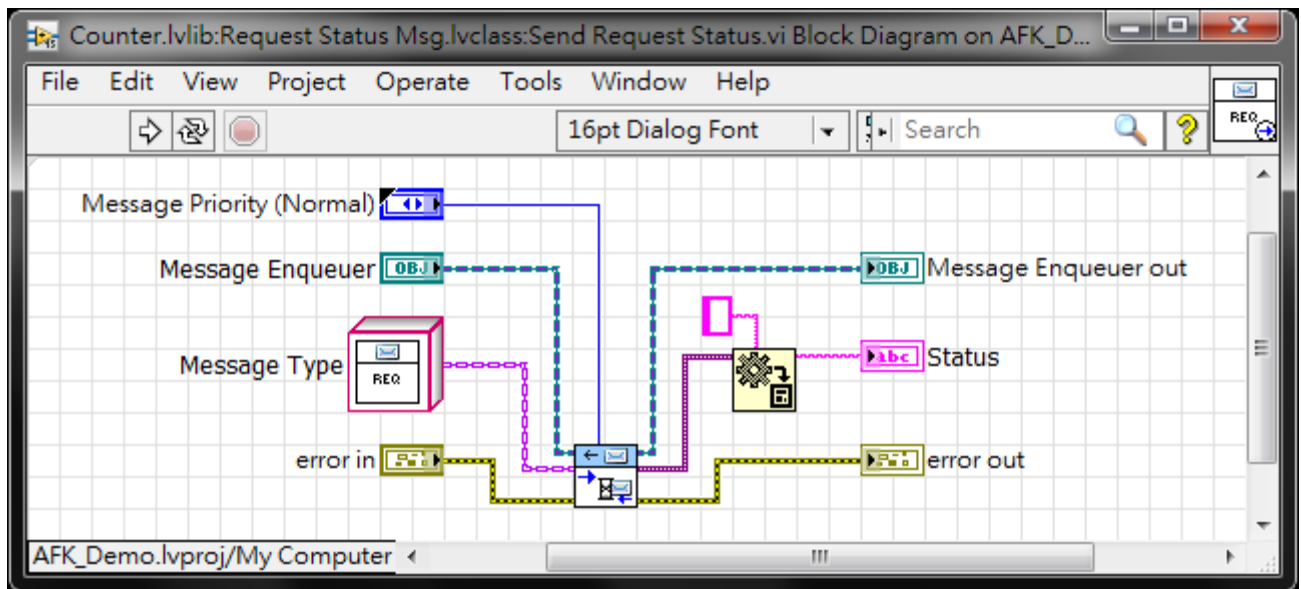 Counter.lvlib:Request Status Msg.lvclass:Send Request Status.vi Block Diagram on AFK_D...
File Edit View Project Operate Tools Window Help
16pt Dialog Font Search
REQ
Message Priority (Normal)
Message Enqueuer OBJ OBJ Message Enqueuer out
Message Type REQ abc Status
error in error out
AFK_Demo.lvproj/My Computer